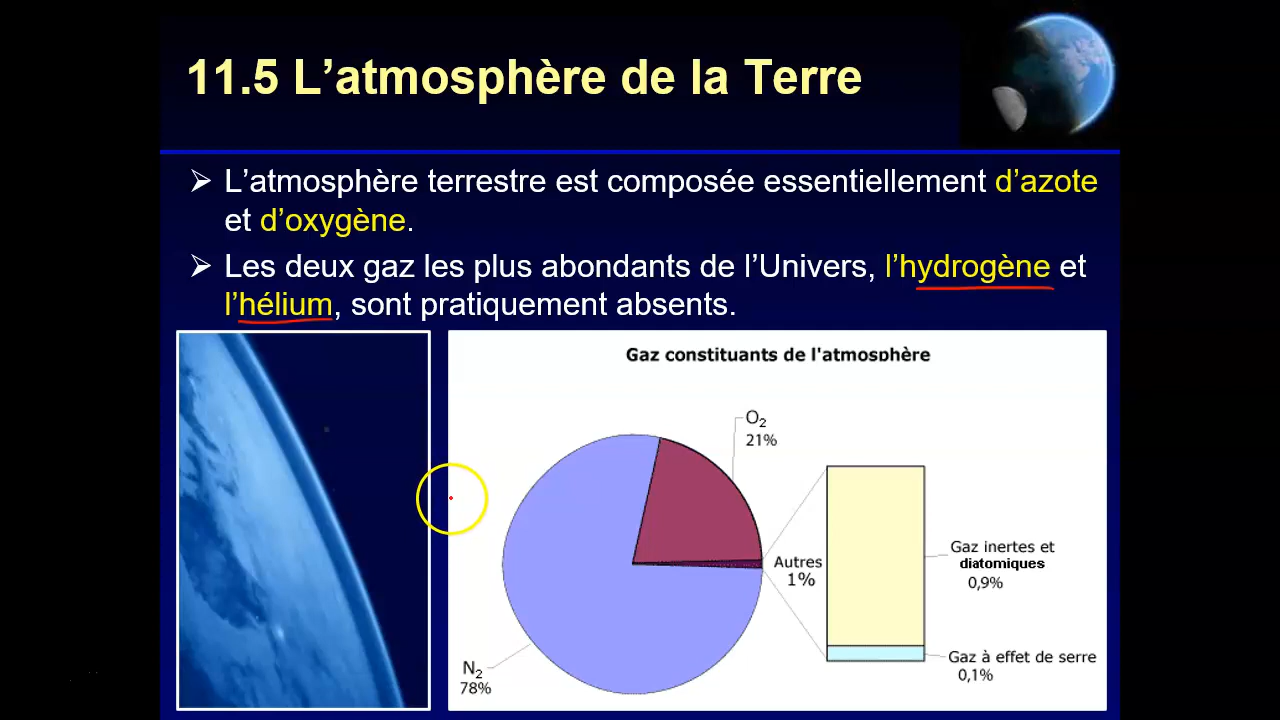 11.5 L’atmosphère de la Terre
➢ L’atmosphère terrestre est composée essentiellement d’azote
et d’oxygène.
➢ Les deux gaz les plus abondants de l’Univers, l’hydrogène et
l’hélium, sont pratiquement absents.
Gaz constituants de l'atmosphère
O₂
21%
Autres
1%
Gaz inertes et
diatomiques
0,9%
Gaz à effet de serre
0,1%
N₂
78%